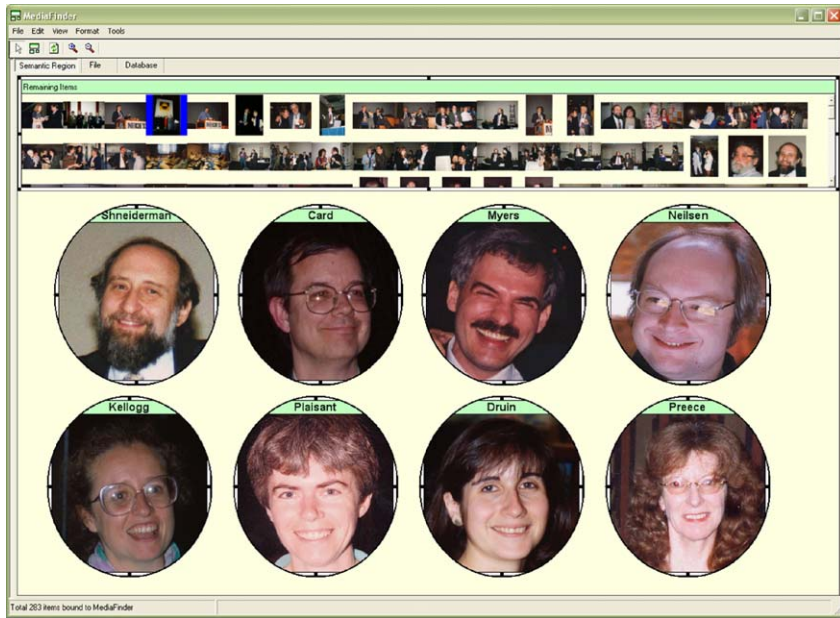 MediaFinder
File Edit View Format Tools
Semantic Region File Database
Remaining Items
Shneiderman Card Myers Neilsen
Kellogg Plaisant Druin Preece
Total 283 items bound to MediaFinder